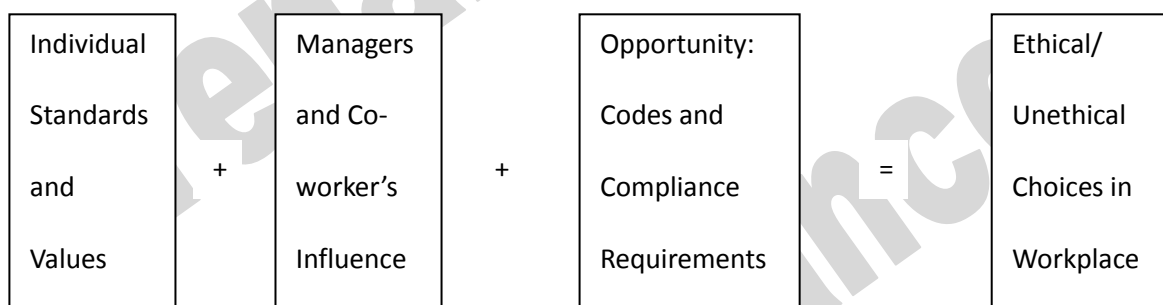 Individual
Standards
and
Values
+
Managers
and Co-
worker's
Influence
+
Opportunity:
Codes and
Compliance
Requirements
=
Ethical/
Unethical
Choices in
Workplace